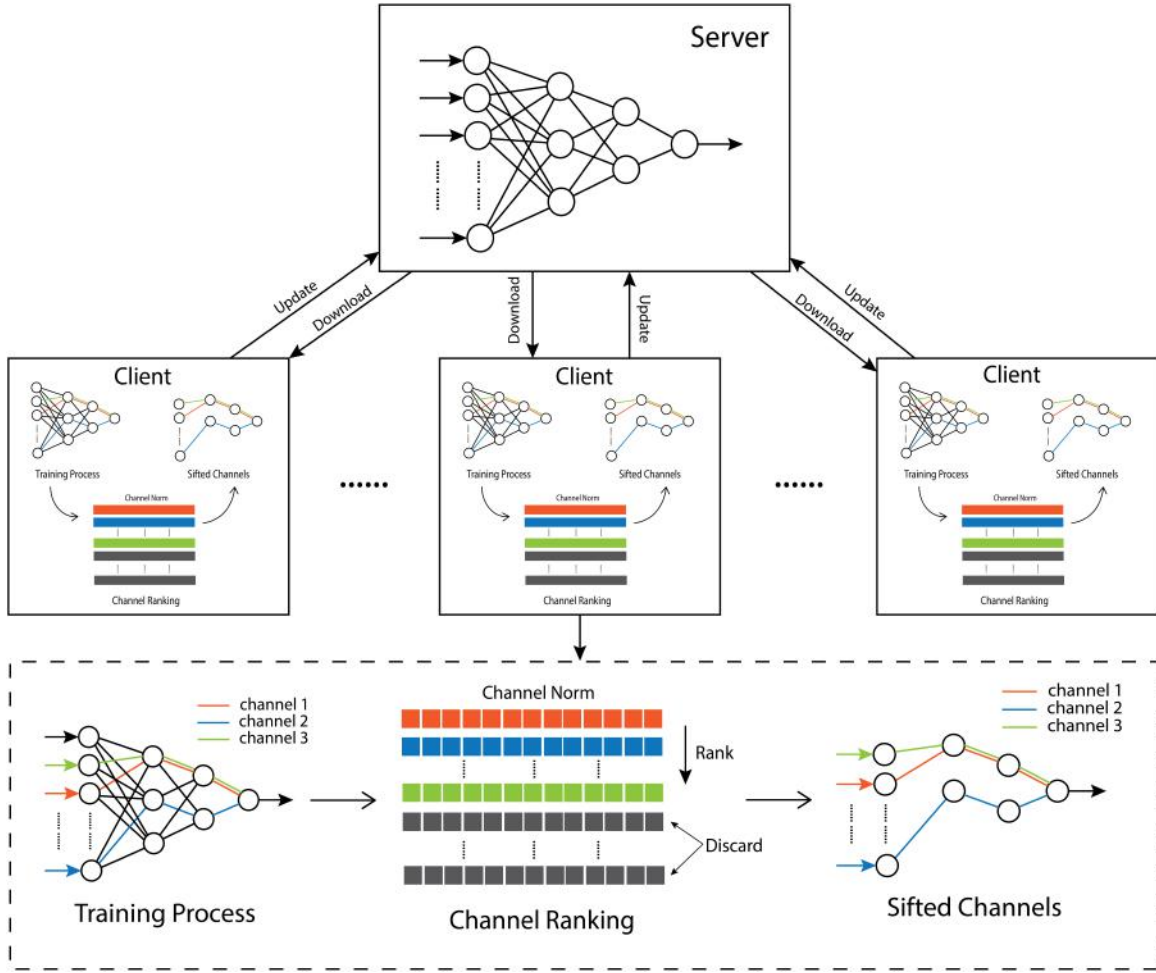 Server
Update
Download
Download
Update
Download
Update
Client
Training Process
Sifted Channels
Channel Norm
Channel Ranking
Client
Training Process
Sifted Channels
Channel Norm
Channel Ranking
Client
Training Process
Sifted Channels
Channel Norm
Channel Ranking
channel 1
channel 2
channel 3
Training Process
Channel Norm
Rank
Discard
Channel Ranking
channel 1
channel 2
channel 3
Sifted Channels